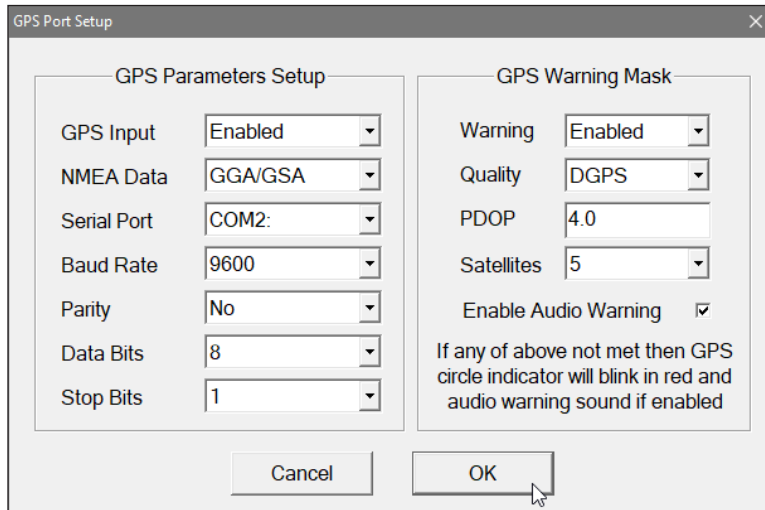 GPS Port Setup
GPS Parameters Setup
GPS Input Enabled
NMEA Data GGA/GSA
Serial Port COM2:
Baud Rate 9600
Parity No
Data Bits 8
Stop Bits 1
GPS Warning Mask
Warning Enabled
Quality DGPS
PDOP 4.0
Satellites 5
Enable Audio Warning
If any of above not met then GPS
circle indicator will blink in red and
audio warning sound if enabled
Cancel
OK